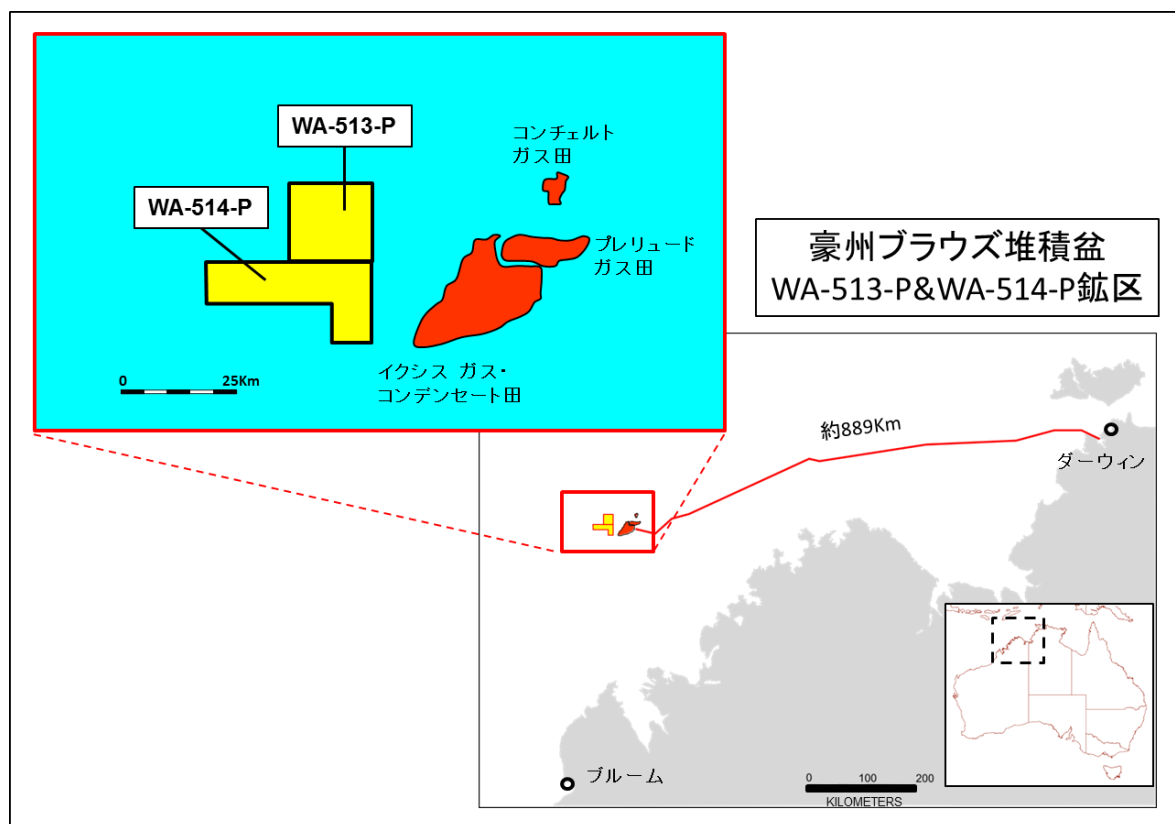 WA-513-P
コンチェルト
ガス田
WA-514-P
プレリュード
ガス田
豪州ブラウズ堆積盆
WA-513-P&WA-514-P鉱区
イクシス ガス・
コンデンセート田
0 25Km
約889Km
ダーウィン
ブルーム
0 100 200
KILOMETERS